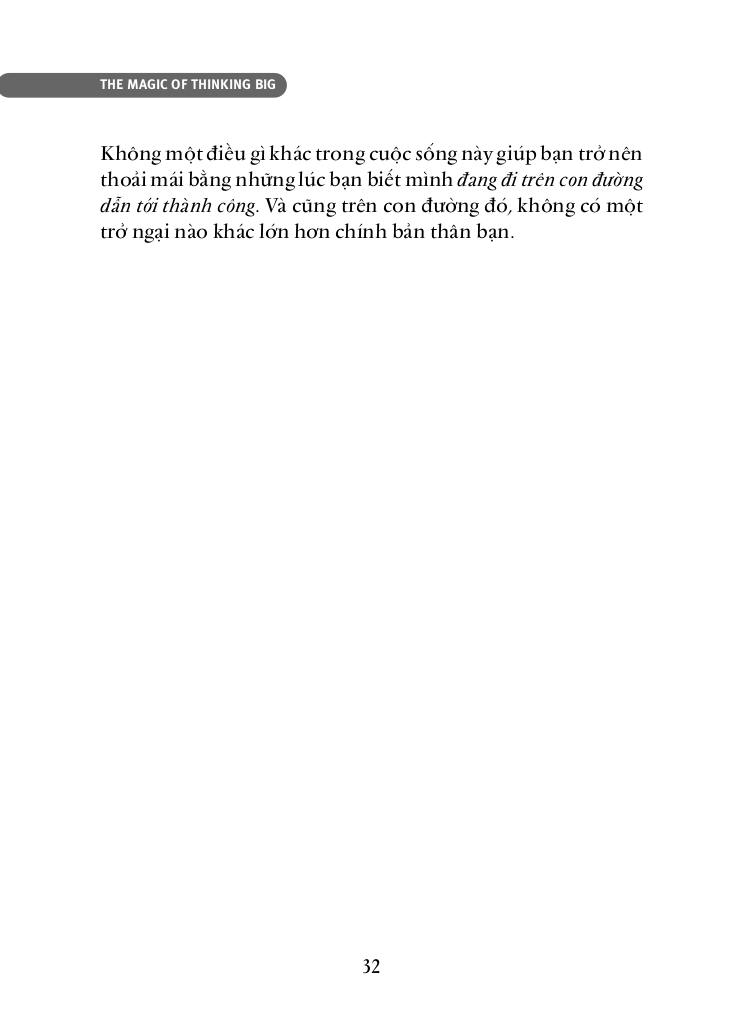 THE MAGIC OF THINKING BIG
Không một điều gì khác trong cuộc sống này giúp bạn trở nên
thoải mái bằng những lúc bạn biết mình đang đi trên con đường
dẫn tới thành công. Và cũng trên con đường đó, không có một
trở ngại nào khác lớn hơn chính bản thân bạn.
32